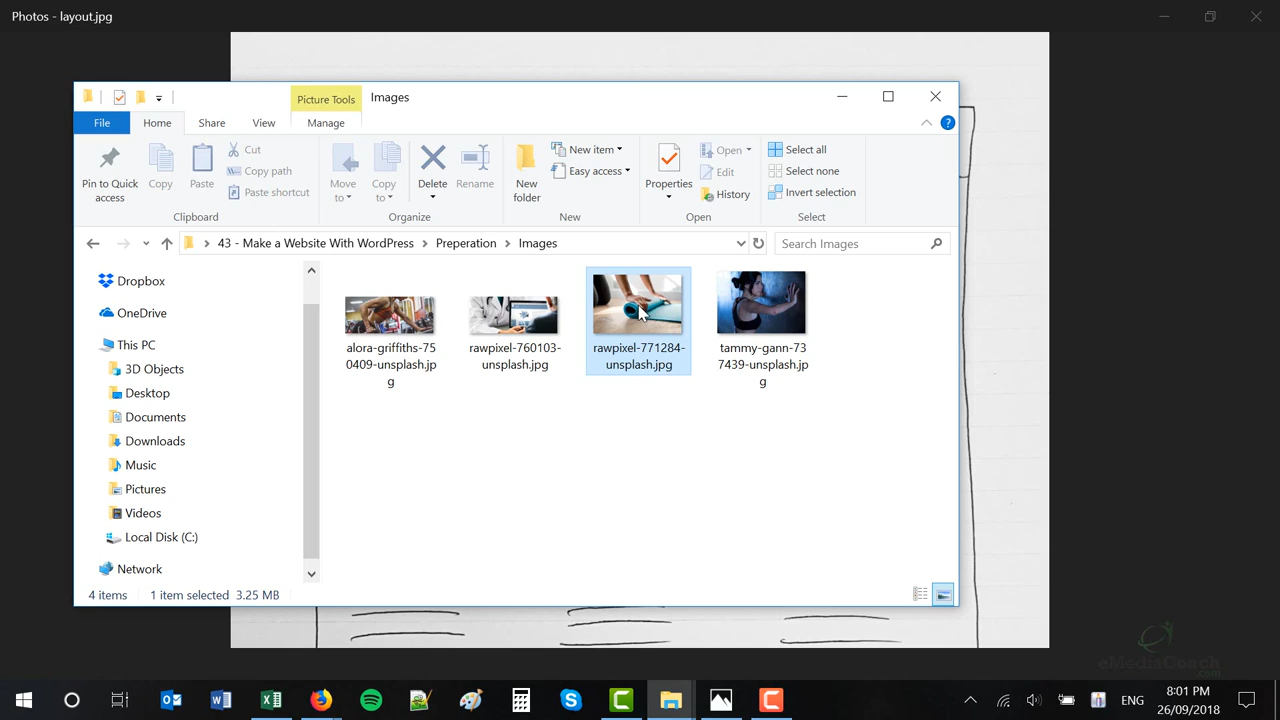 Photos - layout.jpg
Picture Tools
Images
File
Home
Share
View
Manage
Pin to Quick
access
Copy
Paste
Cut
Copy path
Paste shortcut
Clipboard
Move
to
Copy
to
Delete
Rename
Organize
New
folder
New item
Easy access
New
Properties
Open
Edit
History
Open
Select all
Select none
Invert selection
Select
43 - Make a Website With WordPress
Preperation
Images
Search Images
Dropbox
OneDrive
This PC
3D Objects
Desktop
Documents
Downloads
Music
Pictures
Videos
Local Disk (C:)
Network
alora-griffiths-75
0409-unsplash.jp
g
rawpixel-760103-
unsplash.jpg
rawpixel-771284-
unsplash.jpg
tammy-gann-73
7439-unsplash.jp
g
4 items
1 item selected 3.25 MB
eMediaCoach
.com
ENG
8:01 PM
26/09/2018